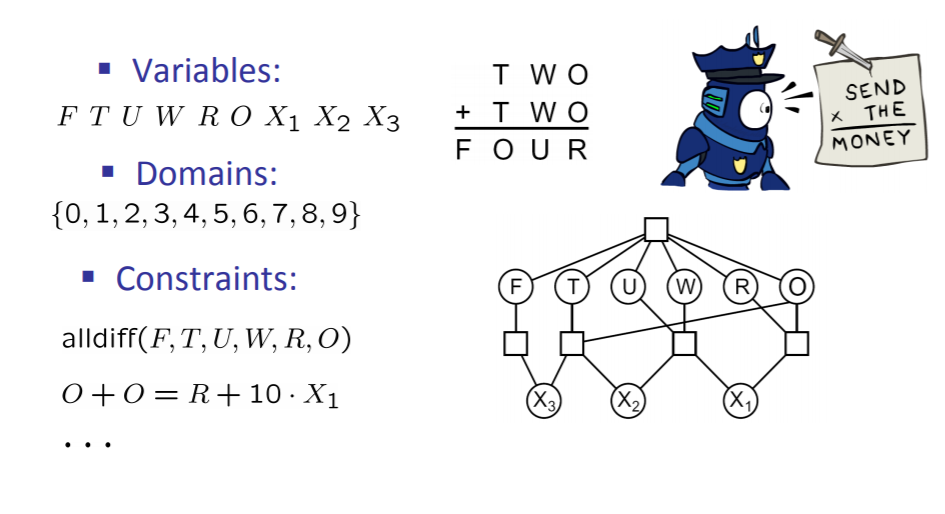 ▪ Variables:
F T U W R O X₁ X₂ X₃
▪ Domains:
{0, 1, 2, 3, 4, 5, 6, 7, 8, 9}
▪ Constraints:
alldiff(F, T, U, W, R, O)
O + O = R + 10 · X₁
· · ·
T W O
+ T W O
F O U R
SEND
x THE
MONEY
F T U W R O
X₃ X₂ X₁